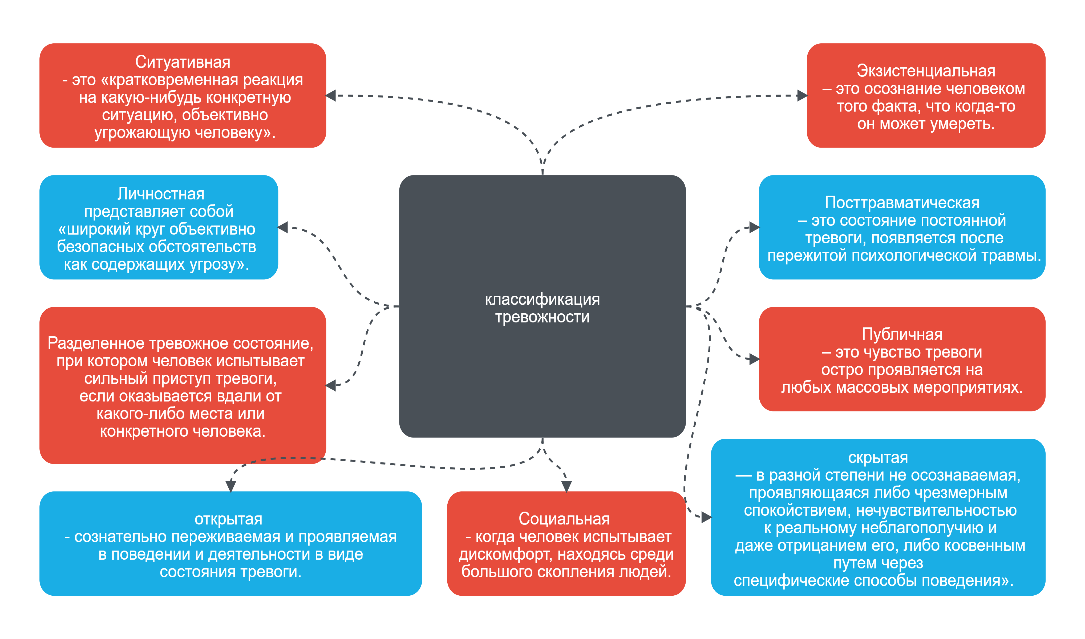 Ситуативная
- это «кратковременная реакция
на какую-нибудь конкретную
ситуацию, объективно
угрожающую человеку».
Экзистенциальная
– это осознание человеком
того факта, что когда-то
он может умереть.
Личностная
представляет собой
«широкий круг объективно
безопасных обстоятельств
как содержащих угрозу».
Посттравматическая
– это состояние постоянной
тревоги, появляется после
пережитой психологической травмы.
классификация
тревожности
Разделенное тревожное состояние,
при котором человек испытывает
сильный приступ тревоги,
если оказывается вдали от
какого-либо места или
конкретного человека.
Публичная
– это чувство тревоги
остро проявляется на
любых массовых мероприятиях.
открытая
- сознательно переживаемая и проявляемая
в поведении и деятельности в виде
состояния тревоги.
Социальная
- когда человек испытывает
дискомфорт, находясь среди
большого скопления людей.
скрытая
— в разной степени не осознаваемая,
проявляющаяся либо чрезмерным
спокойствием, нечувствительностью
к реальному неблагополучию и
даже отрицанием его, либо косвенным
путем через
специфические способы поведения».